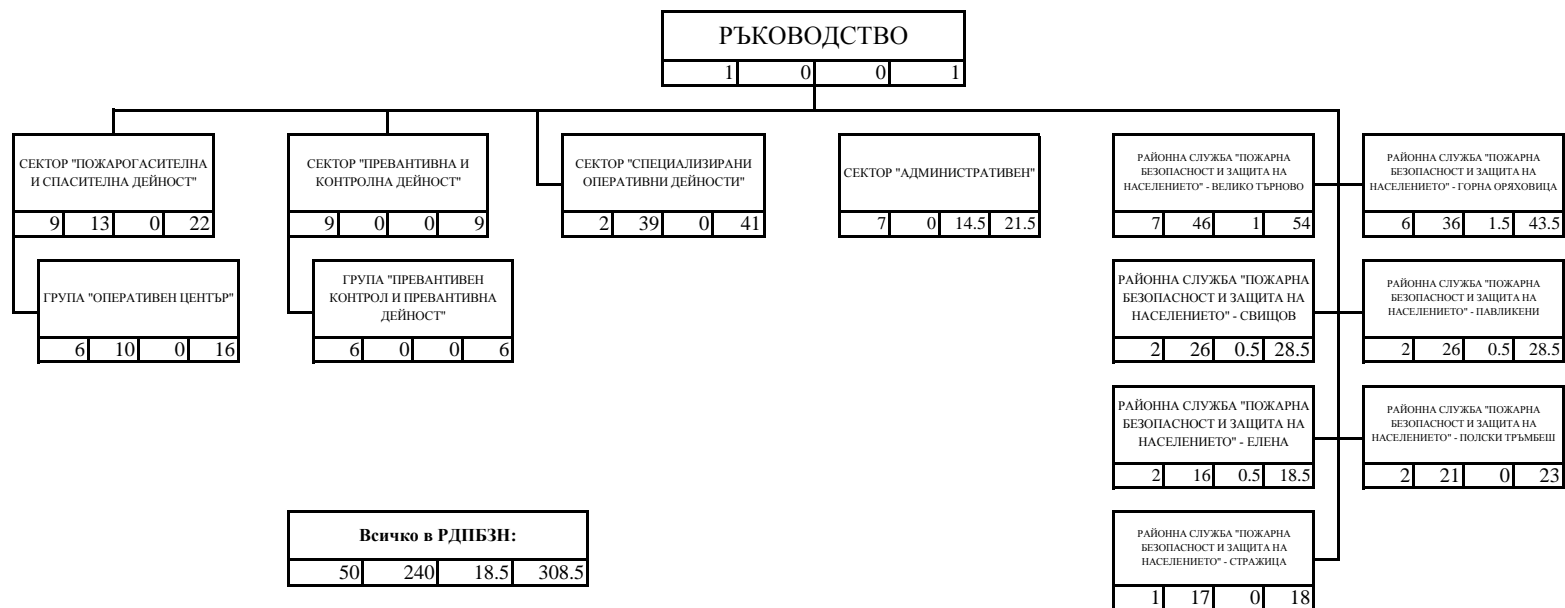 РЪКОВОДСТВО
1 0 0 1
СЕКТОР "ПОЖАРОГАСИТЕЛНА
И СПАСИТЕЛНА ДЕЙНОСТ"
9 13 0 22
СЕКТОР "ПРЕВАНТИВНА И
КОНТРОЛНА ДЕЙНОСТ"
9 0 0 9
СЕКТОР "СПЕЦИАЛИЗИРАНИ
ОПЕРАТИВНИ ДЕЙНОСТИ"
2 39 0 41
СЕКТОР "АДМИНИСТРАТИВЕН"
7 0 14.5 21.5
РАЙОННА СЛУЖБА "ПОЖАРНА
БЕЗОПАСНОСТ И ЗАЩИТА НА
НАСЕЛЕНИЕТО" - ВЕЛИКО ТЪРНОВО
7 46 1 54
РАЙОННА СЛУЖБА "ПОЖАРНА
БЕЗОПАСНОСТ И ЗАЩИТА НА
НАСЕЛЕНИЕТО" - ГОРНА ОРЯХОВИЦА
6 36 1.5 43.5
ГРУПА "ОПЕРАТИВЕН ЦЕНТЪР"
6 10 0 16
ГРУПА "ПРЕВАНТИВЕН
КОНТРОЛ И ПРЕВАНТИВНА
ДЕЙНОСТ"
6 0 0 6
РАЙОННА СЛУЖБА "ПОЖАРНА
БЕЗОПАСНОСТ И ЗАЩИТА НА
НАСЕЛЕНИЕТО" - СВИЩОВ
2 26 0.5 28.5
РАЙОННА СЛУЖБА "ПОЖАРНА
БЕЗОПАСНОСТ И ЗАЩИТА НА
НАСЕЛЕНИЕТО" - ПАВЛИКЕНИ
2 26 0.5 28.5
РАЙОННА СЛУЖБА "ПОЖАРНА
БЕЗОПАСНОСТ И ЗАЩИТА НА
НАСЕЛЕНИЕТО" - ЕЛЕНА
2 16 0.5 18.5
РАЙОННА СЛУЖБА "ПОЖАРНА
БЕЗОПАСНОСТ И ЗАЩИТА НА
НАСЕЛЕНИЕТО" - ПОЛСКИ ТРЪМБЕШ
2 21 0 23
Всичко в РДПБЗН:
50 240 18.5 308.5
РАЙОННА СЛУЖБА "ПОЖАРНА
БЕЗОПАСНОСТ И ЗАЩИТА НА
НАСЕЛЕНИЕТО" - СТРАЖИЦА
1 17 0 18